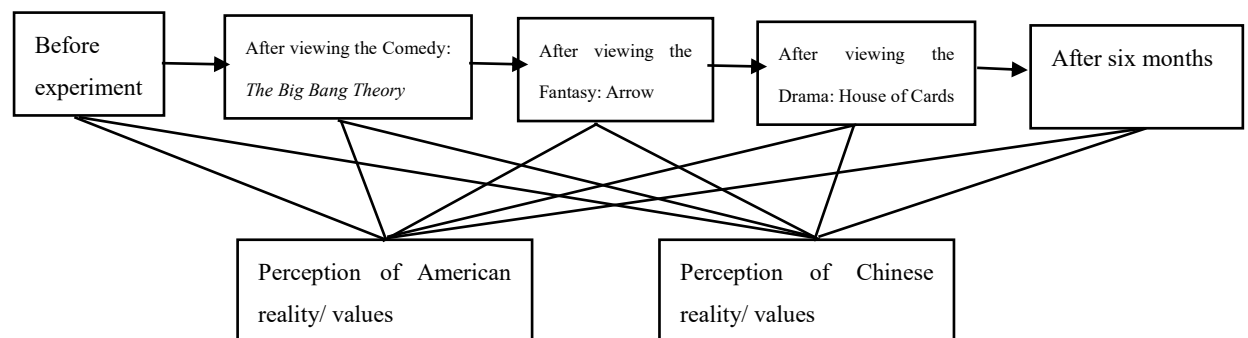 Before
experiment
After viewing the Comedy:
The Big Bang Theory
After viewing the
Fantasy: Arrow
After viewing the
Drama: House of Cards
After six months
Perception of American
reality/ values
Perception of Chinese
reality/ values